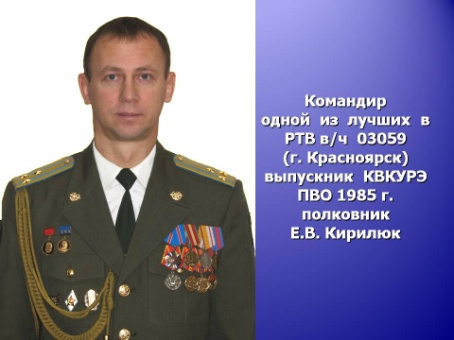 Командир
одной из лучших в
РТВ в/ч 03059
(г. Красноярск)
выпускник КВКУРЭ
ПВО 1985 г.
полковник
Е.В. Кирилюк